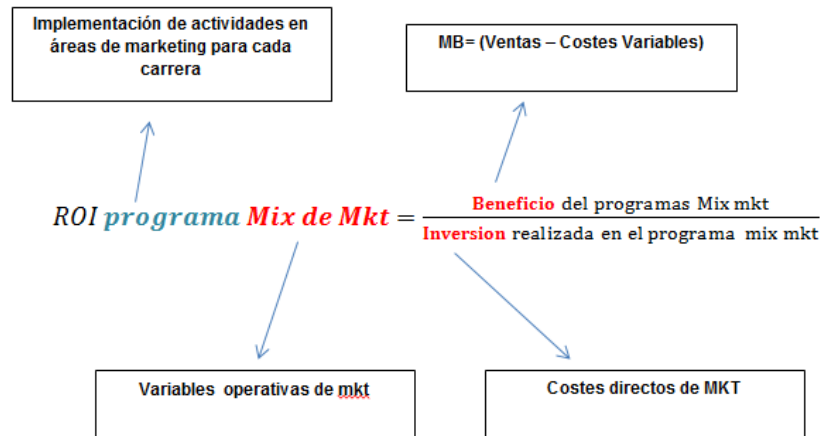 Implementación de actividades en
áreas de marketing para cada
carrera
MB= (Ventas – Costes Variables)
ROI programa Mix de Mkt = Beneficio del programas Mix mkt
Inversion realizada en el programa mix mkt
Variables operativas de mkt
Costes directos de MKT